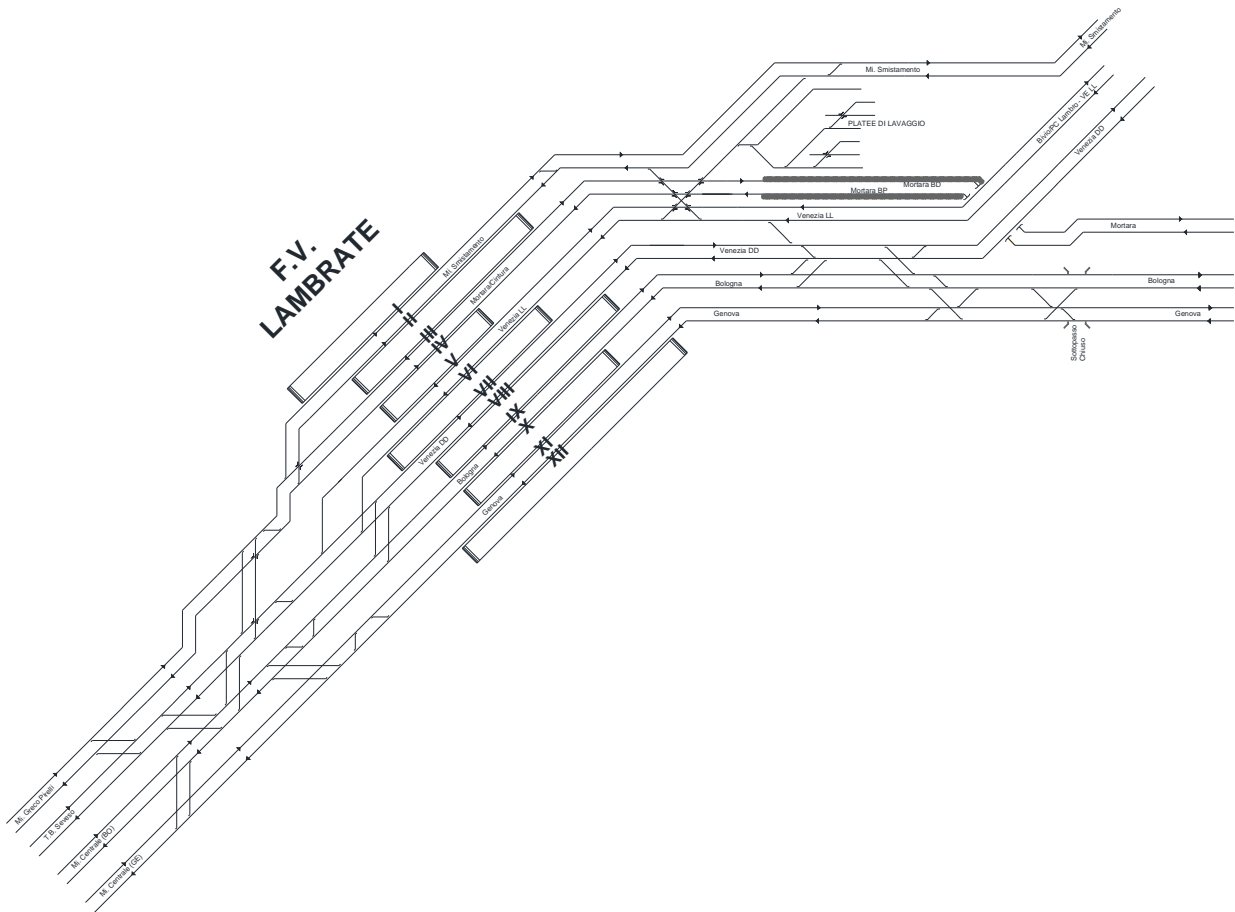 Mi. Smistamento
Mi. Smistamento
PLATEE DI LAVAGGIO
Bivio/PC Lambro - VE LL
Venezia DD
Mortara BD
Mortara BP
Venezia LL
Mortara
Venezia DD
Bologna
Bologna
Genova
Genova
Sottopasso
Chiuso
F.V.
LAMBRATE
Mi. Smistamento
Mortara/Cintura
Venezia LL
I
II
III
IV
V
VI
VII
VIII
IX
X
XI
XII
Venezia DD
Bologna
Genova
Mi. Greco Pirelli
T.B. Seveso
Mi. Centrale (BO)
Mi. Centrale (GE)